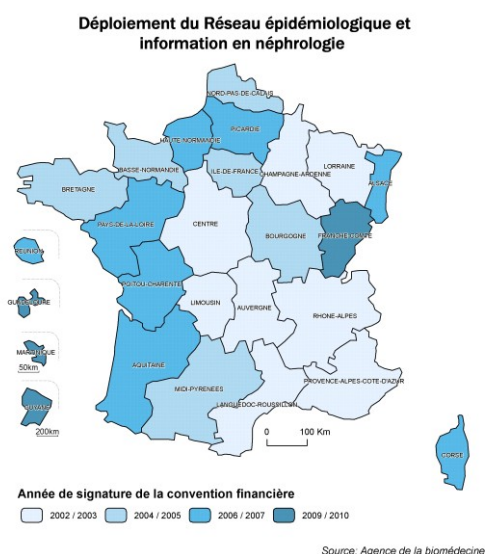 Déploiement du Réseau épidémiologique et
information en néphrologie
NORD-PAS-DE-CALAIS
PICARDIE
HAUTE-NORMANDIE
LORRAINE
BASSE-NORMANDIE
ILE-DE-FRANCE
CHAMPAGNE-ARDENNE
ALSACE
BRETAGNE
PAYS-DE-LA-LOIRE
CENTRE
BOURGOGNE
FRANCHE-COMTE
REUNION
POITOU-CHARENTE
LIMOUSIN
AUVERGNE
RHONE-ALPES
GUADELOUPE
MARTINIQUE
50km
AQUITAINE
MIDI-PYRENEES
PROVENCE-ALPES-COTE-D'AZUR
LANGUEDOC-ROUSSILLON
GUYANE
200km
0 100 Km
CORSE
Année de signature de la convention financière
2002 / 2003 2004 / 2005 2006 / 2007 2009 / 2010
Source: Agence de la biomédecine